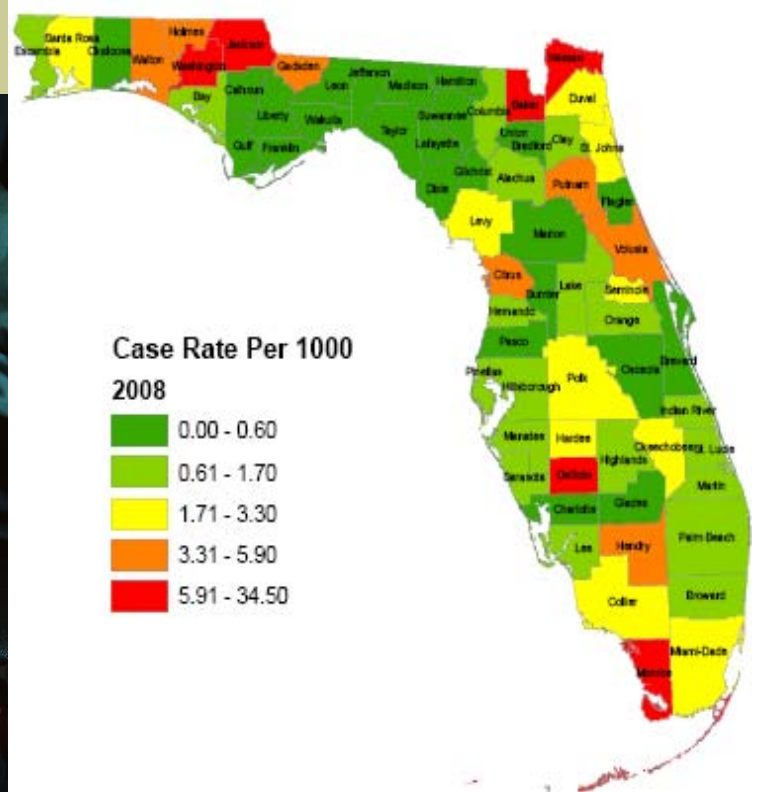 Holmes
Santa Rosa
Jackson
Escambia
Okaloosa
Walton
Washington
Gadsden
Nassau
Jefferson
Leon
Madison
Hamilton
Bay
Calhoun
Duval
Baker
Columbia
Liberty
Wakulla
Suwannee
Taylor
Union
Bradford
Clay
St. Johns
Gulf
Franklin
Lafayette
Gilchrist
Alachua
Putnam
Dixie
Flagler
Levy
Marion
Volusia
Citrus
Lake
Sumter
Seminole
Hernando
Orange
Pasco
Brevard
Osceola
Pinellas
Hillsborough
Polk
Indian River
Manatee
Hardee
Okeechobee
St. Lucie
Highlands
Sarasota
DeSoto
Martin
Charlotte
Glades
Lee
Hendry
Palm Beach
Collier
Broward
Miami-Dade
Monroe
Case Rate Per 1000
2008
0.00 - 0.60
0.61 - 1.70
1.71 - 3.30
3.31 - 5.90
5.91 - 34.50